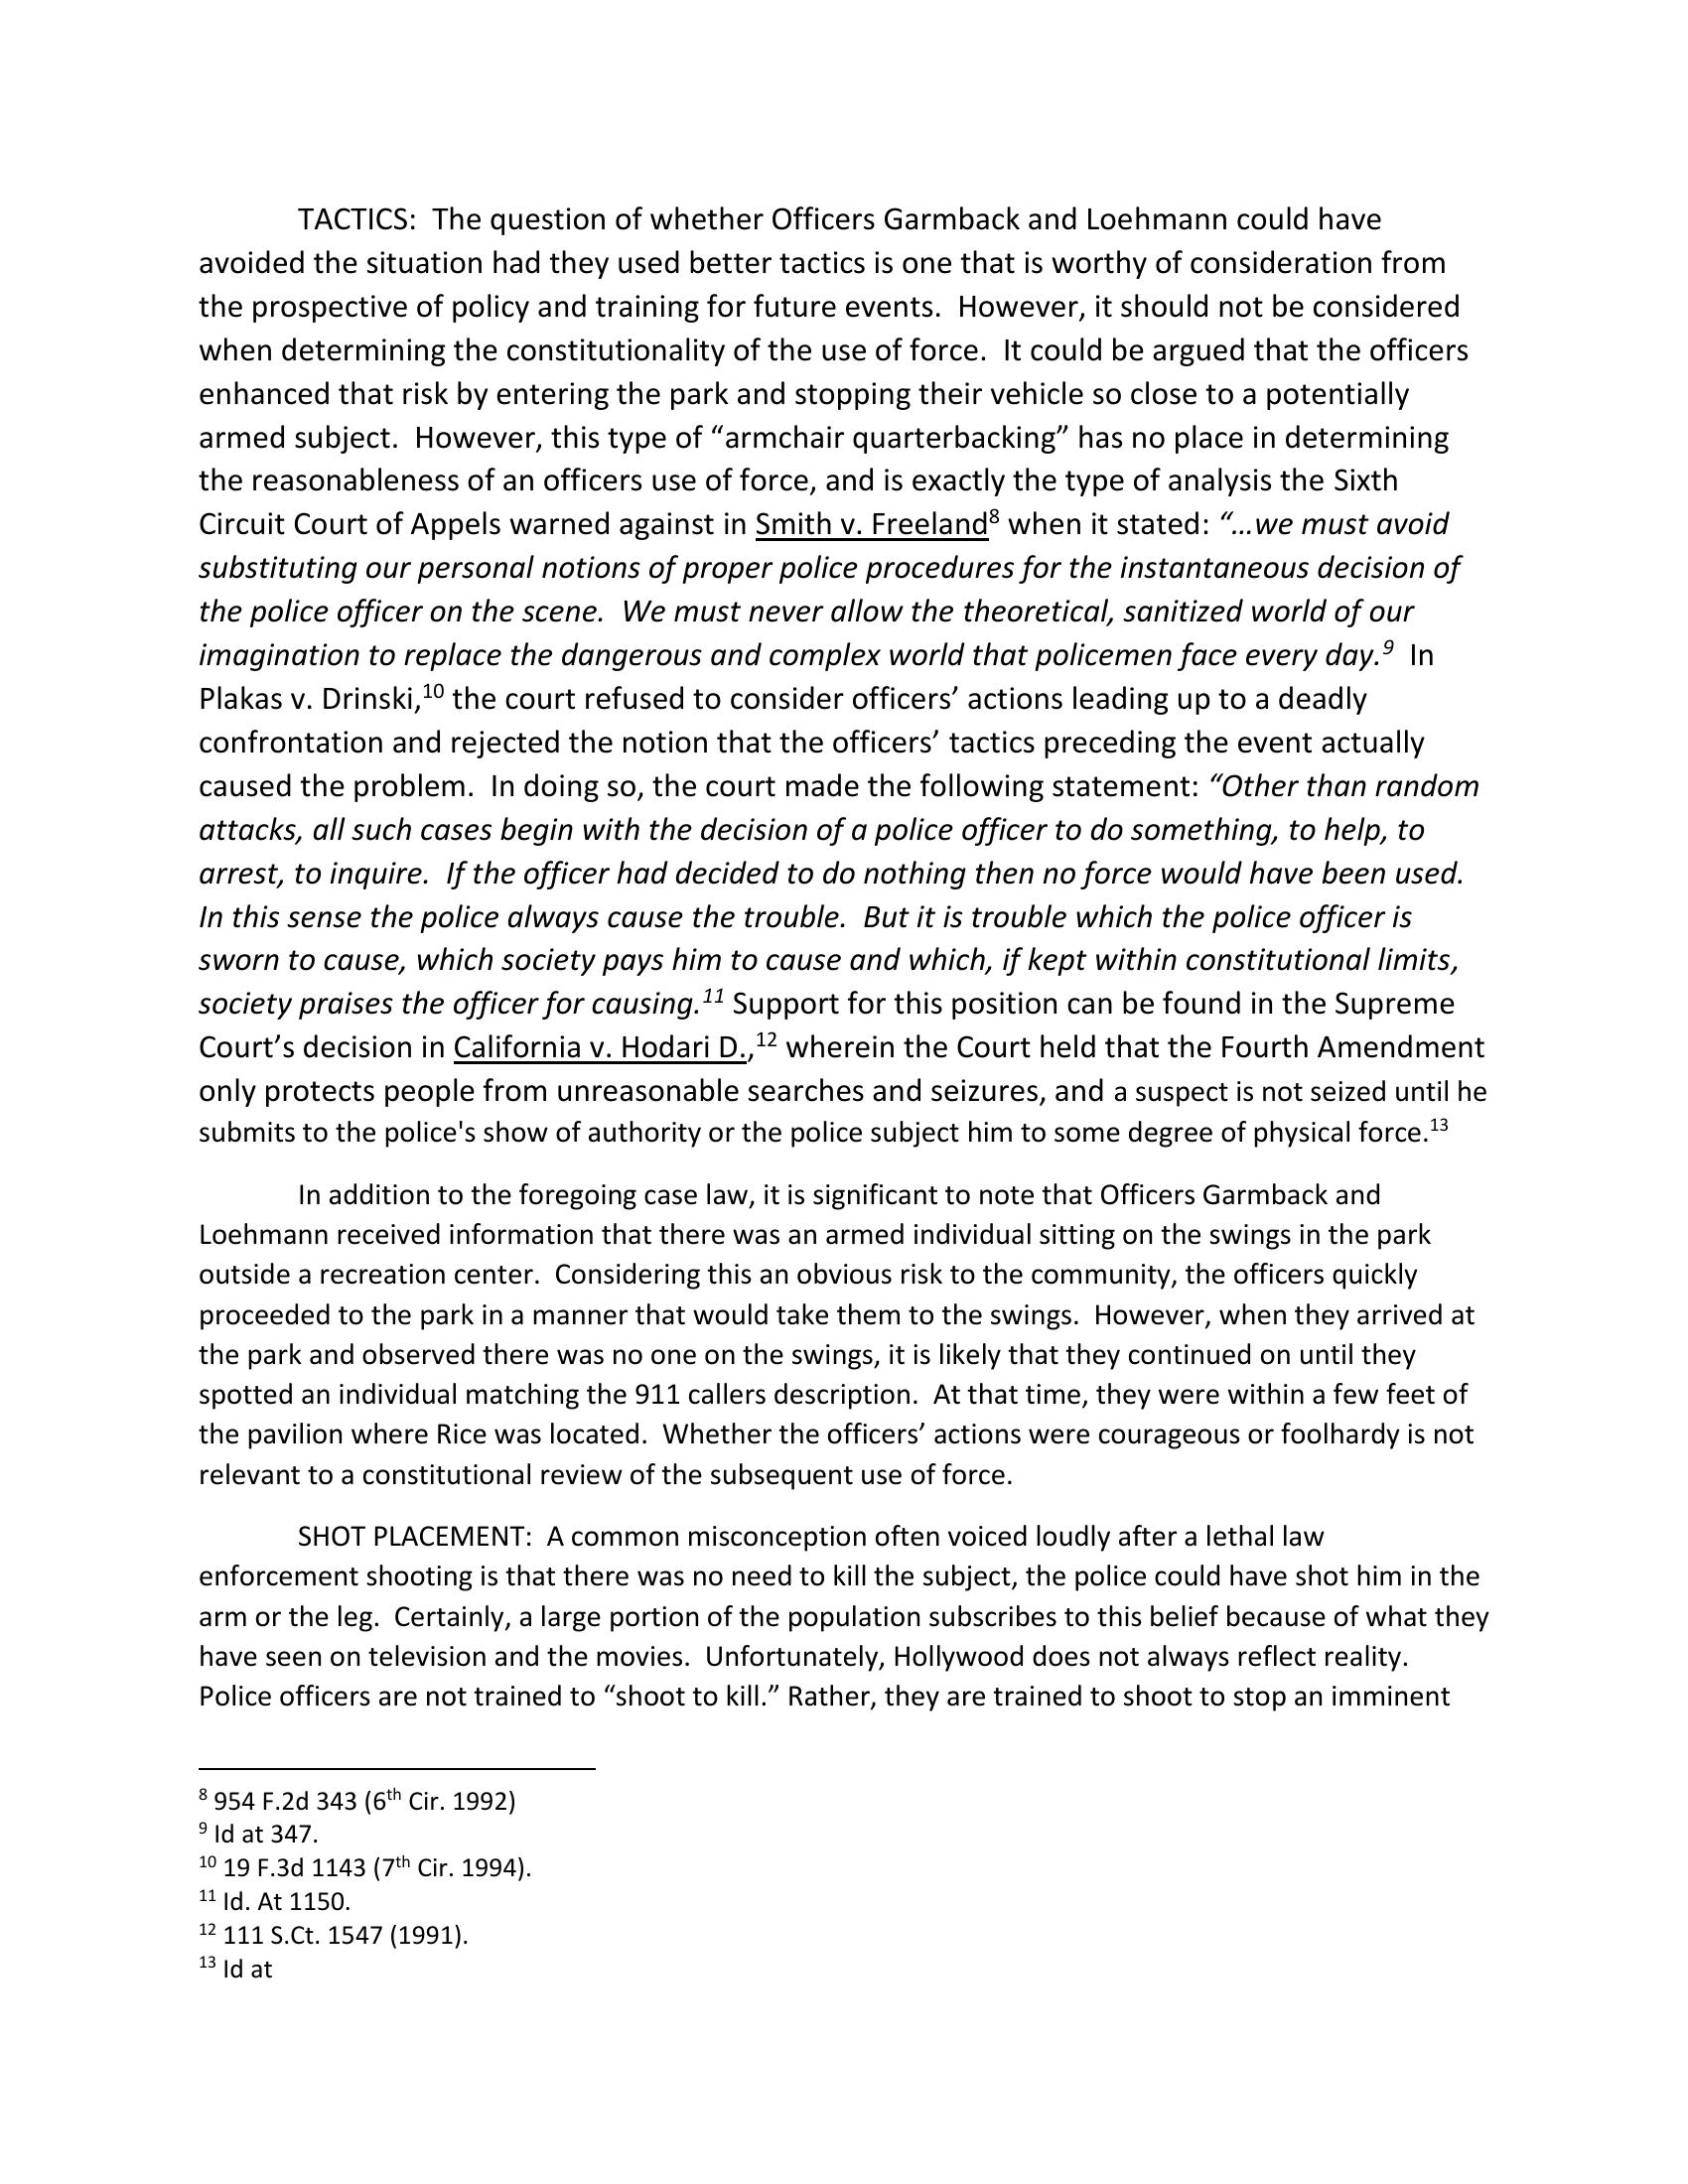 TACTICS:  The question of whether Officers Garmback and Loehmann could have
avoided the situation had they used better tactics is one that is worthy of consideration from
the prospective of policy and training for future events.  However, it should not be considered
when determining the constitutionality of the use of force.  It could be argued that the officers
enhanced that risk by entering the park and stopping their vehicle so close to a potentially
armed subject.  However, this type of “armchair quarterbacking” has no place in determining
the reasonableness of an officers use of force, and is exactly the type of analysis the Sixth
Circuit Court of Appels warned against in Smith v. Freeland8 when it stated: “…we must avoid
substituting our personal notions of proper police procedures for the instantaneous decision of
the police officer on the scene.  We must never allow the theoretical, sanitized world of our
imagination to replace the dangerous and complex world that policemen face every day.9  In
Plakas v. Drinski,10 the court refused to consider officers’ actions leading up to a deadly
confrontation and rejected the notion that the officers’ tactics preceding the event actually
caused the problem.  In doing so, the court made the following statement: “Other than random
attacks, all such cases begin with the decision of a police officer to do something, to help, to
arrest, to inquire.  If the officer had decided to do nothing then no force would have been used.
In this sense the police always cause the trouble.  But it is trouble which the police officer is
sworn to cause, which society pays him to cause and which, if kept within constitutional limits,
society praises the officer for causing.11 Support for this position can be found in the Supreme
Court’s decision in California v. Hodari D.,12 wherein the Court held that the Fourth Amendment
only protects people from unreasonable searches and seizures, and a suspect is not seized until he
submits to the police's show of authority or the police subject him to some degree of physical force.13
In addition to the foregoing case law, it is significant to note that Officers Garmback and
Loehmann received information that there was an armed individual sitting on the swings in the park
outside a recreation center.  Considering this an obvious risk to the community, the officers quickly
proceeded to the park in a manner that would take them to the swings.  However, when they arrived at
the park and observed there was no one on the swings, it is likely that they continued on until they
spotted an individual matching the 911 callers description.  At that time, they were within a few feet of
the pavilion where Rice was located.  Whether the officers’ actions were courageous or foolhardy is not
relevant to a constitutional review of the subsequent use of force.
SHOT PLACEMENT:  A common misconception often voiced loudly after a lethal law
enforcement shooting is that there was no need to kill the subject, the police could have shot him in the
arm or the leg.  Certainly, a large portion of the population subscribes to this belief because of what they
have seen on television and the movies.  Unfortunately, Hollywood does not always reflect reality.
Police officers are not trained to “shoot to kill.” Rather, they are trained to shoot to stop an imminent
8 954 F.2d 343 (6th Cir. 1992)
9 Id at 347.
10 19 F.3d 1143 (7th Cir. 1994).
11 Id. At 1150.
12 111 S.Ct. 1547 (1991).
13 Id at